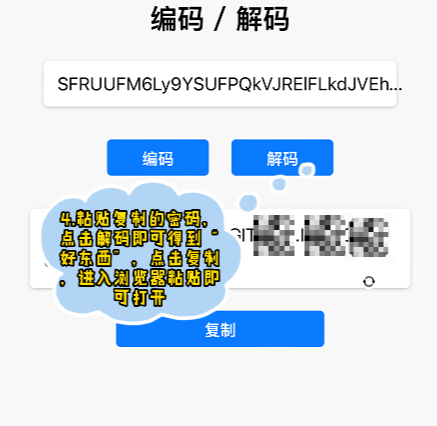 编码 / 解码
SFRUUFM6Ly9YSUFPQkVJREIFLkdJVEh...
编码
解码
4.粘贴复制的密码,
点击解码即可得到“
好东西”,点击复制
,进入浏览器粘贴即
可打开
GIT
复制